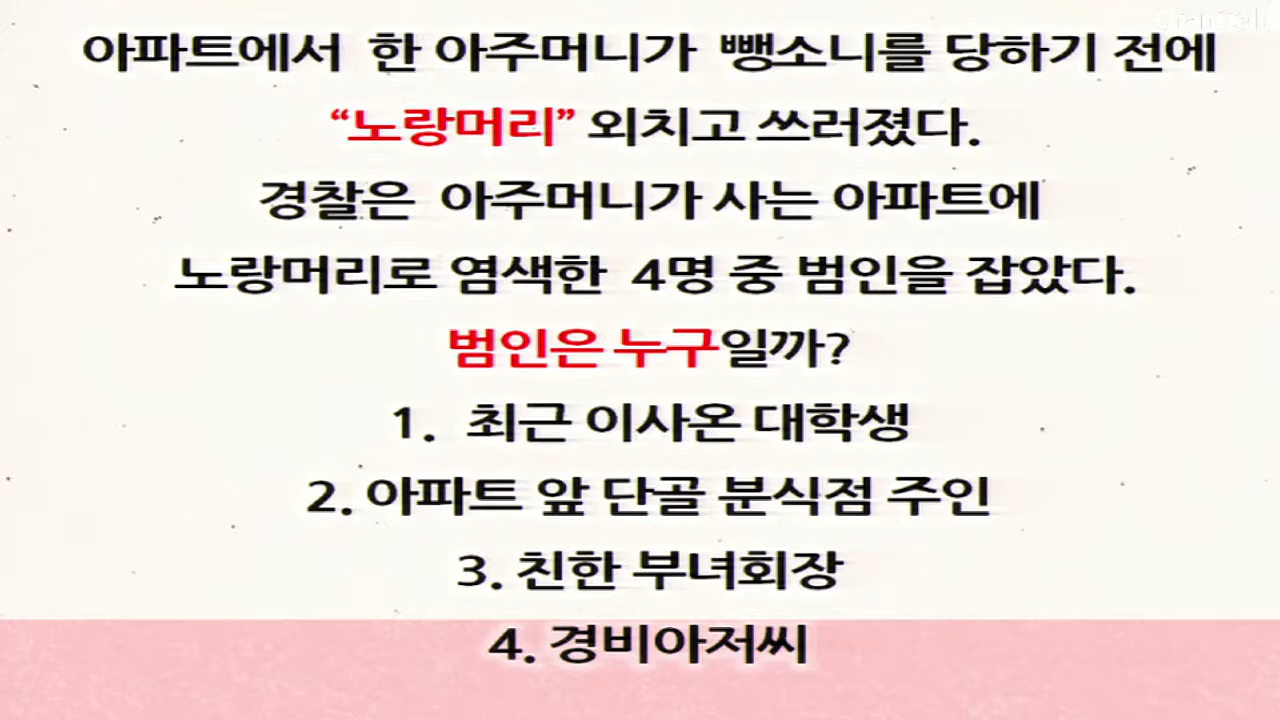 channel
아파트에서 한 아주머니가 뺑소니를 당하기 전에
“노랑머리” 외치고 쓰러졌다.
경찰은 아주머니가 사는 아파트에
노랑머리로 염색한 4명 중 범인을 잡았다.
범인은 누구일까?
1. 최근 이사온 대학생
2. 아파트 앞 단골 분식점 주인
3. 친한 부녀회장
4. 경비아저씨